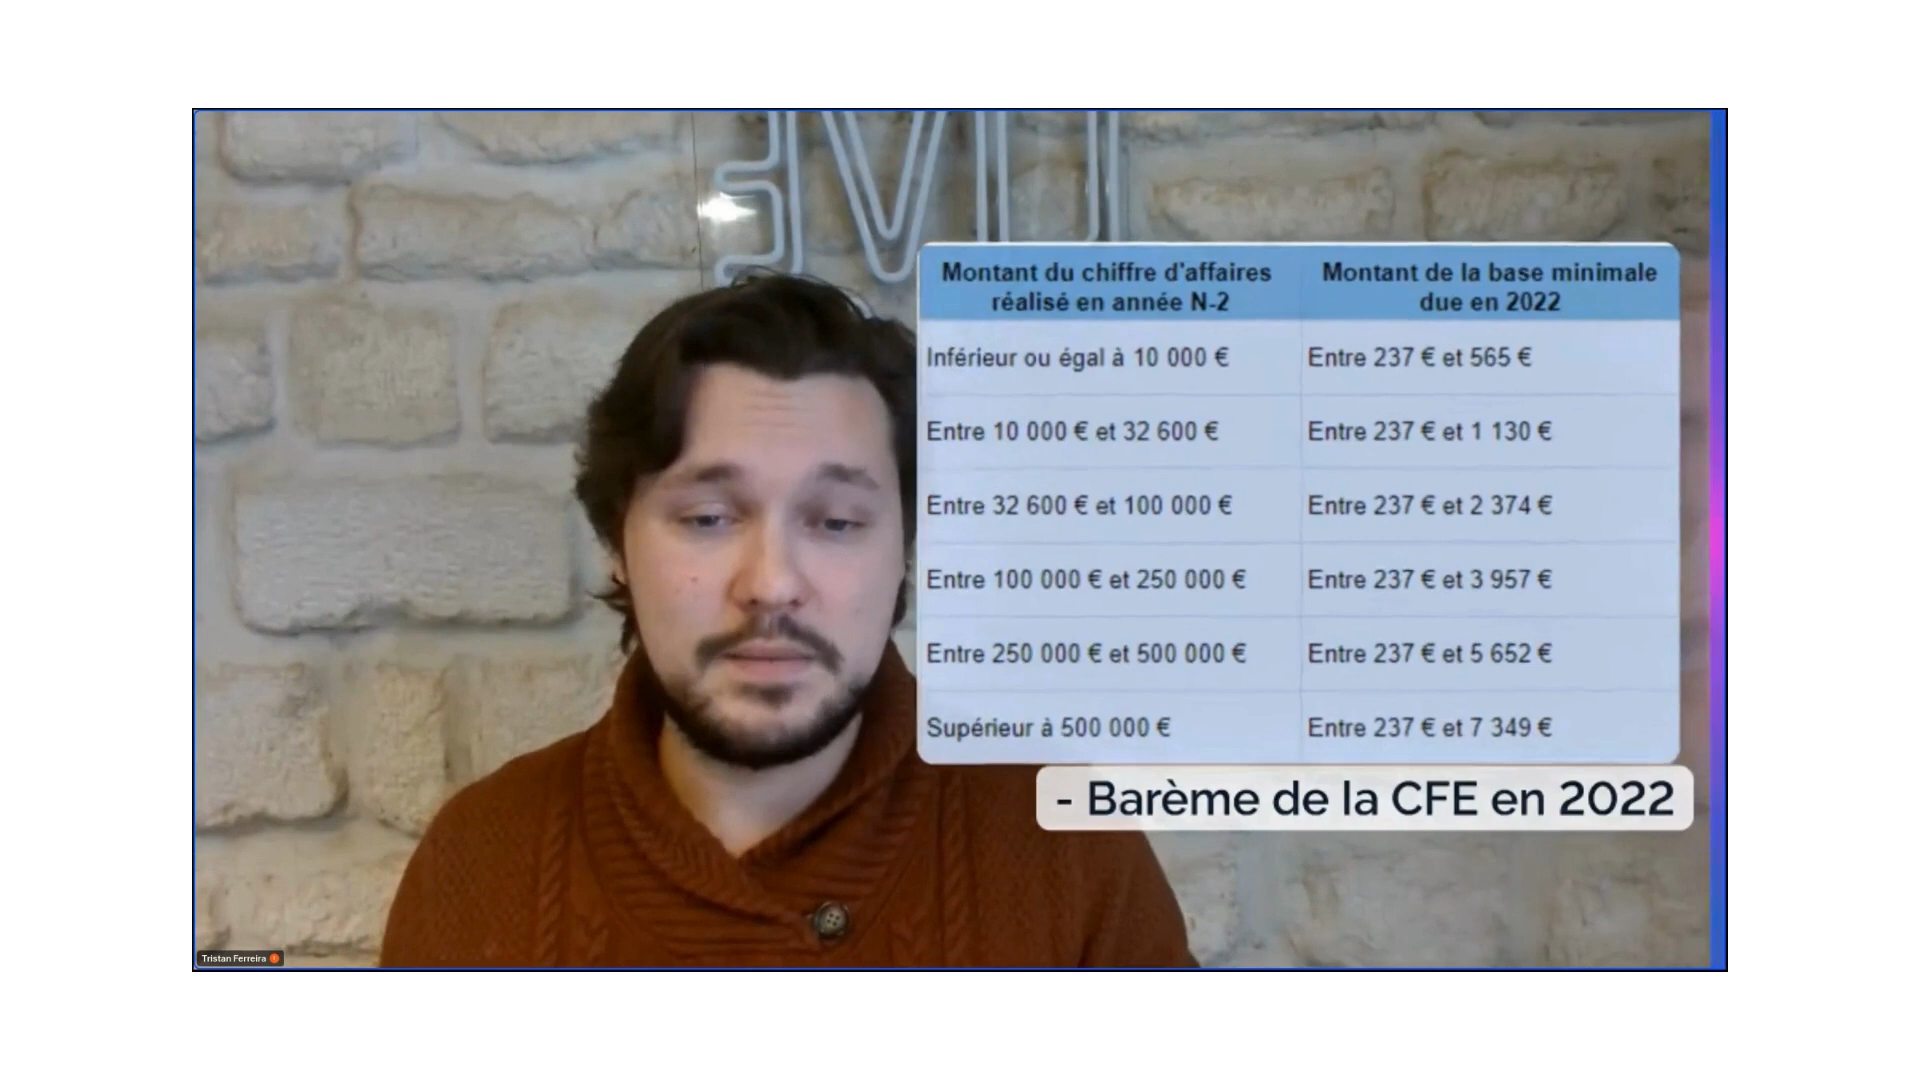 Montant du chiffre d'affaires
réalisé en année N-2
Montant de la base minimale
due en 2022
Inférieur ou égal à 10 000 €
Entre 237 € et 565 €
Entre 10 000 € et 32 600 €
Entre 237 € et 1 130 €
Entre 32 600 € et 100 000 €
Entre 237 € et 2 374 €
Entre 100 000 € et 250 000 €
Entre 237 € et 3 957 €
Entre 250 000 € et 500 000 €
Entre 237 € et 5 652 €
Supérieur à 500 000 €
Entre 237 € et 7 349 €
- Barème de la CFE en 2022
Tristan Ferreira